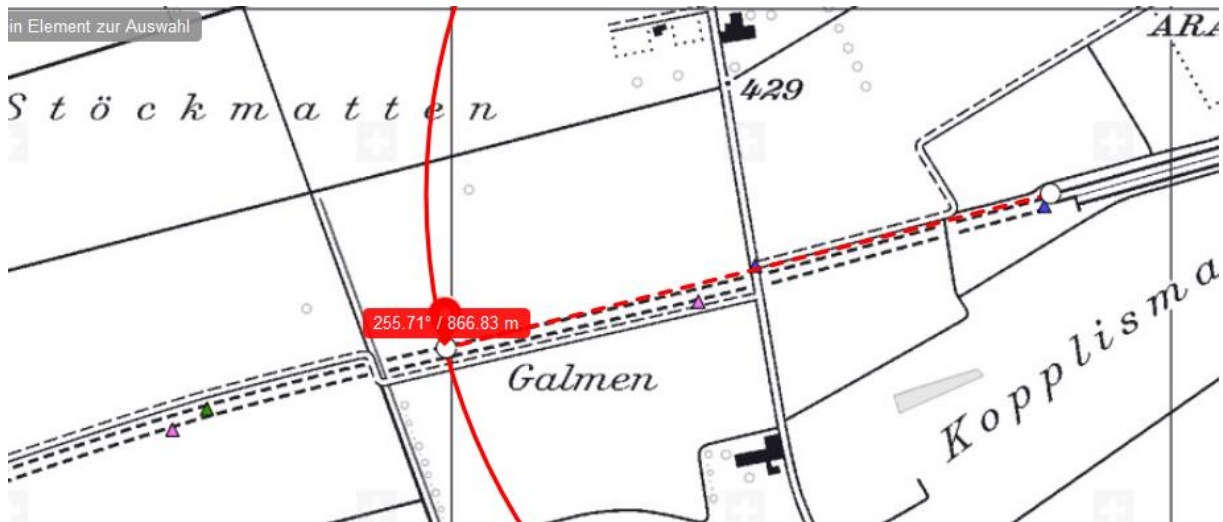 in Element zur Auswahl
ARA
Stöckmatten
429
255.71° / 866.83 m
Galmen
Kopplisma